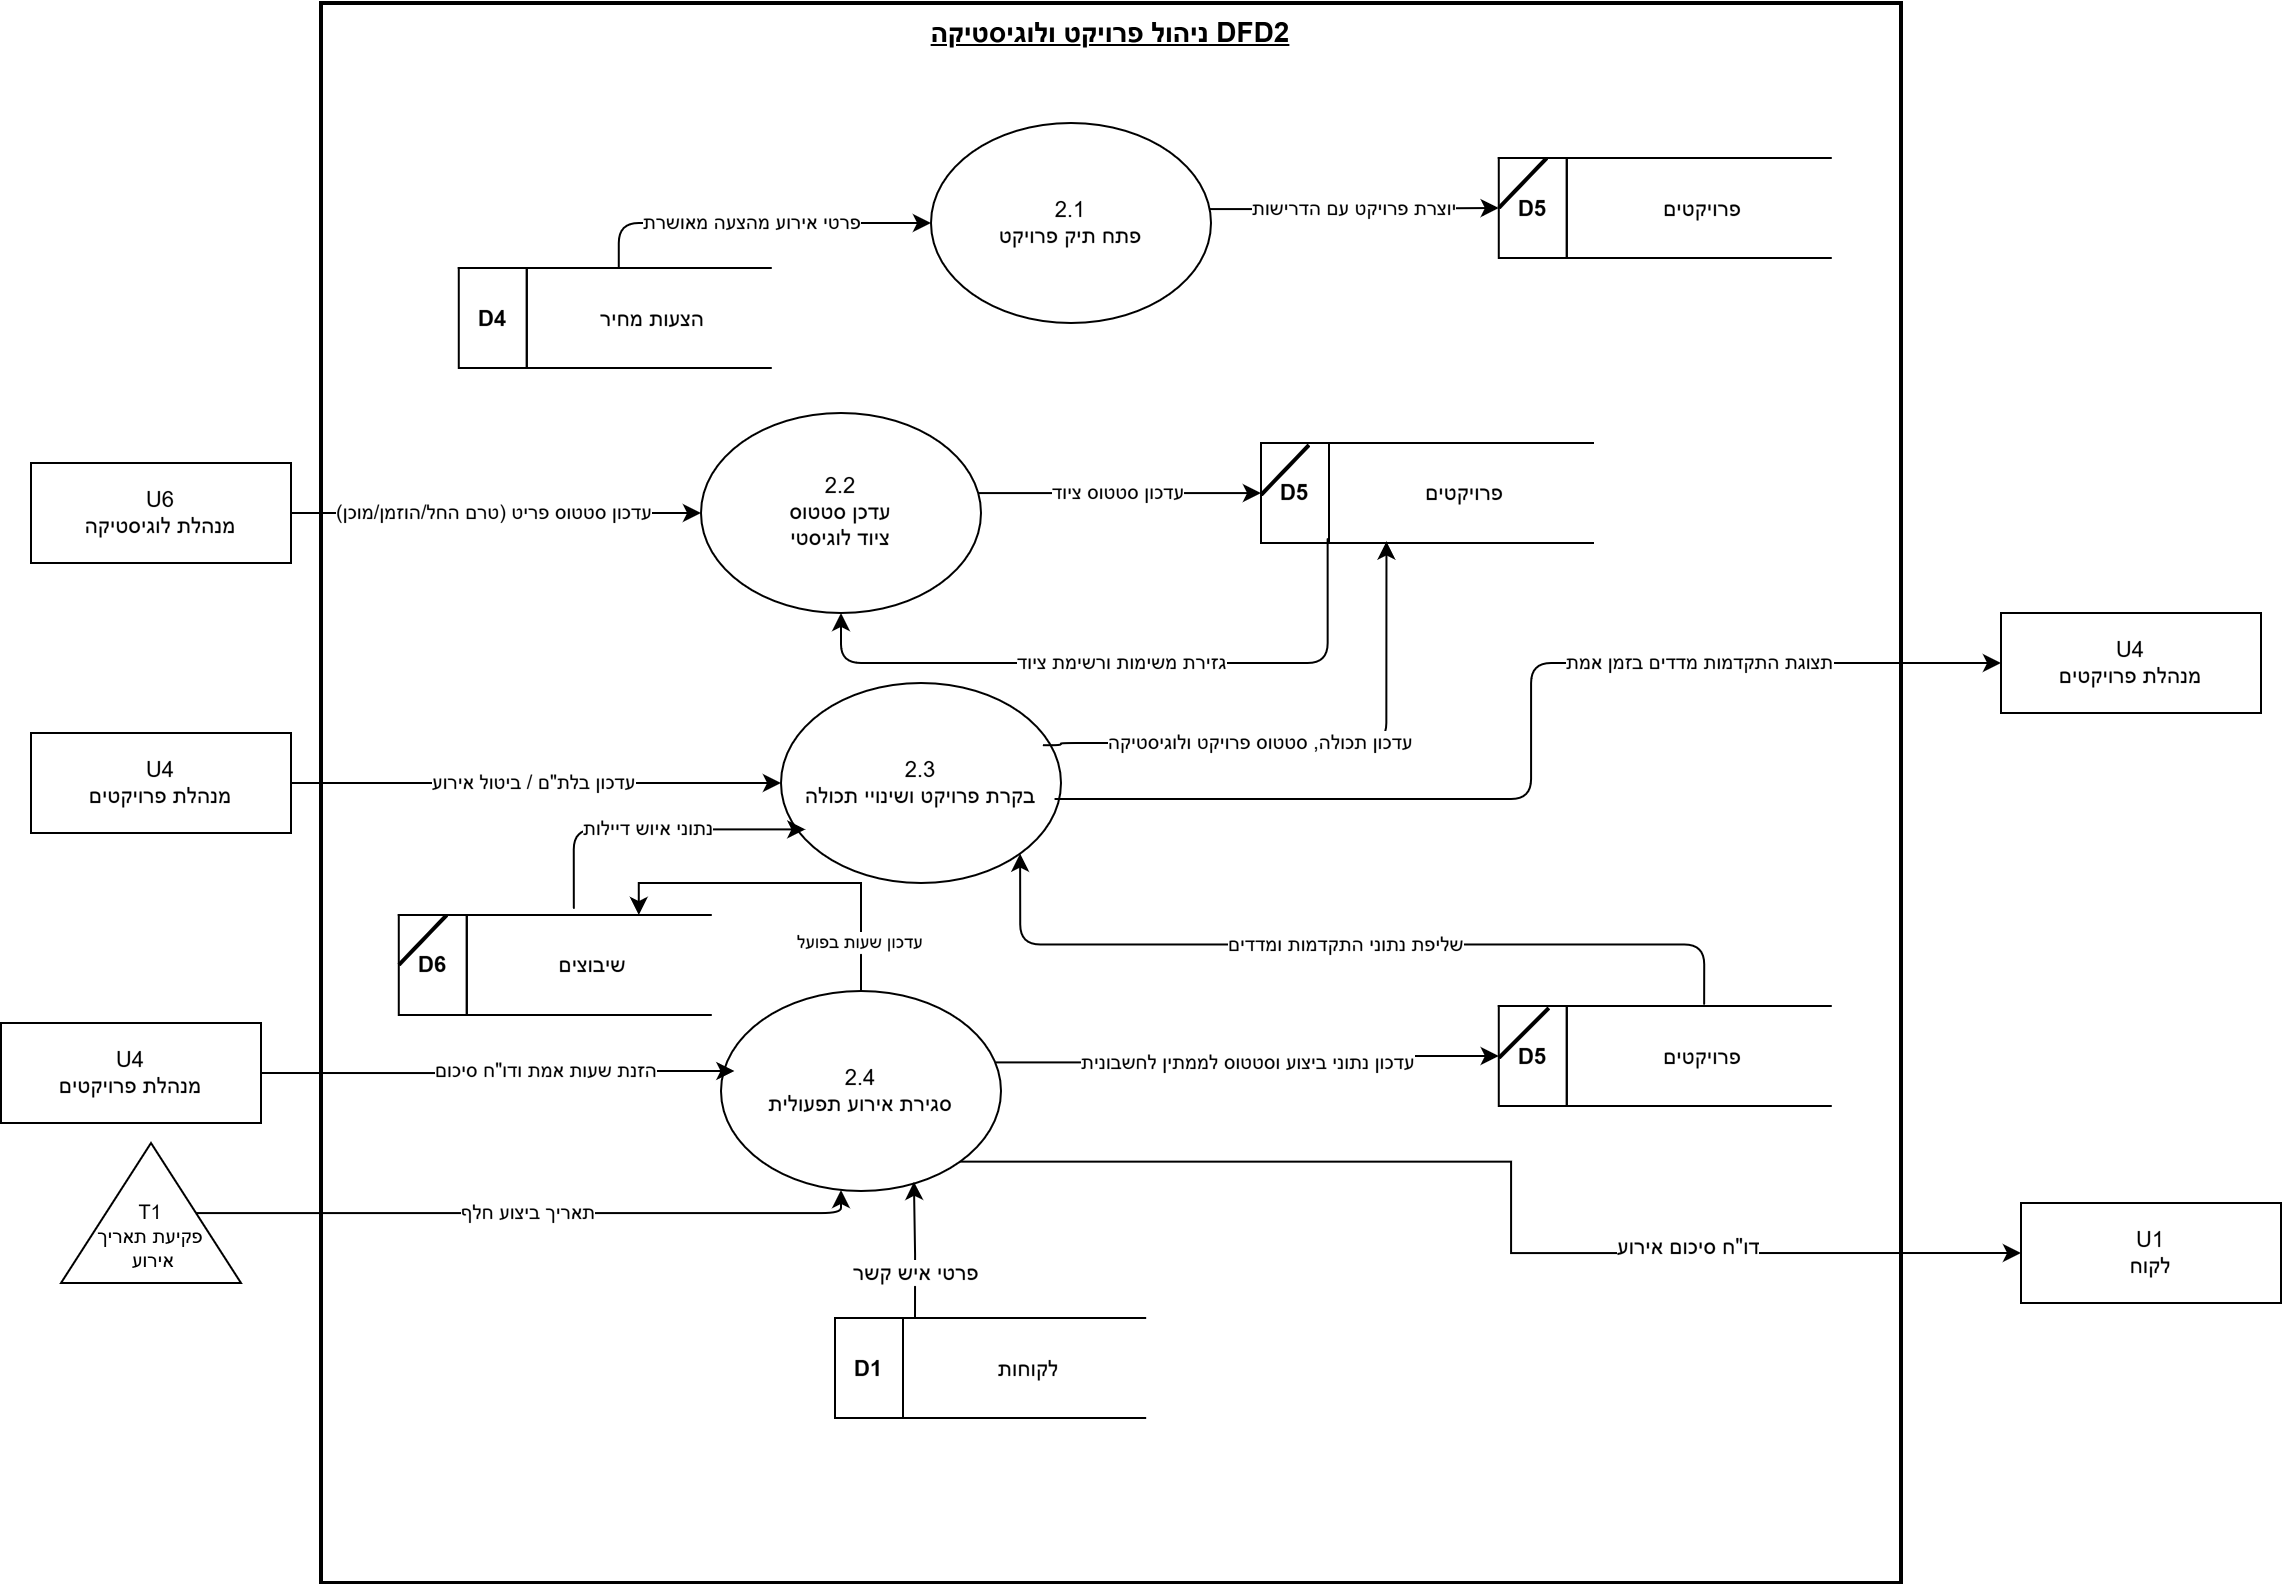 DFD2 ניהול פרויקט ולוגיסטיקה
2.1
פתח תיק פרויקט
פרטי אירוע מהצעה מאושרת
יוצרת פרויקט עם הדרישות
D5
פרויקטים
D4
הצעות מחיר
U6
מנהלת לוגיסטיקה
עדכון סטטוס פריט (טרם החל/הוזמן/מוכן)
2.2
עדכן סטטוס
ציוד לוגיסטי
עדכון סטטוס ציוד
D5
פרויקטים
גזירת משימות ורשימת ציוד
תצוגת התקדמות מדדים בזמן אמת
U4
מנהלת פרויקטים
עדכון תכולה, סטטוס פרויקט ולוגיסטיקה
U4
מנהלת פרויקטים
עדכון בלת"ם / ביטול אירוע
2.3
בקרת פרויקט ושינויי תכולה
נתוני איוש דיילות
עדכון שעות בפועל
שליפת נתוני התקדמות ומדדים
D6
שיבוצים
U4
מנהלת פרויקטים
הזנת שעות אמת ודו"ח סיכום
2.4
סגירת אירוע תפעולית
עדכון נתוני ביצוע וסטטוס לממתין לחשבונית
D5
פרויקטים
T1
פקיעת תאריך
אירוע
תאריך ביצוע חלף
פרטי איש קשר
דו"ח סיכום אירוע
U1
לקוח
D1
לקוחות